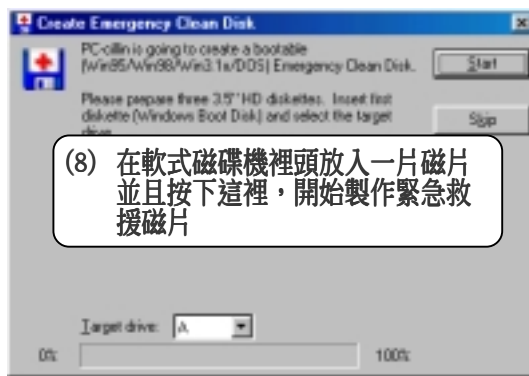 Create Emergency Clean Disk
PC-cillin is going to create a bootable
(Win95/Win98/Win3.1x/DOS) Emergency Clean Disk.
Start
Please prepare three 3.5" HD diskettes. Insert first
diskette (Windows Boot Disk) and select the target
drive.
Skip
(8) 在軟式磁碟機裡頭放入一片磁片
並且按下這裡，開始製作緊急救
援磁片
Target drive: A:
0% 100%